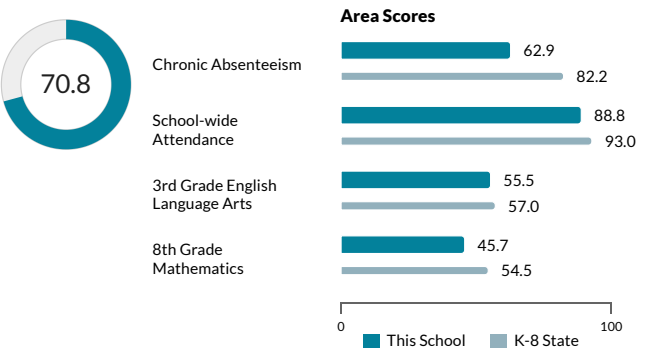 Area Scores
70.8
Chronic Absenteeism
62.9
82.2
School-wide
Attendance
88.8
93.0
3rd Grade English
Language Arts
55.5
57.0
8th Grade
Mathematics
45.7
54.5
0
100
This School
K-8 State